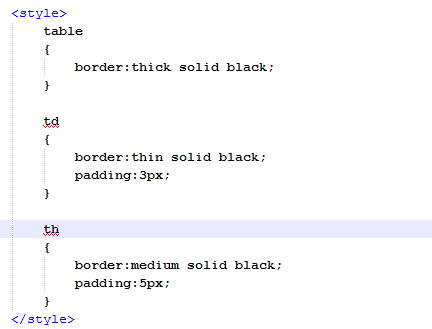 <style>
table
{
border:thick solid black;
}
td
{
border:thin solid black;
padding:3px;
}
th
{
border:medium solid black;
padding:5px;
}
</style>